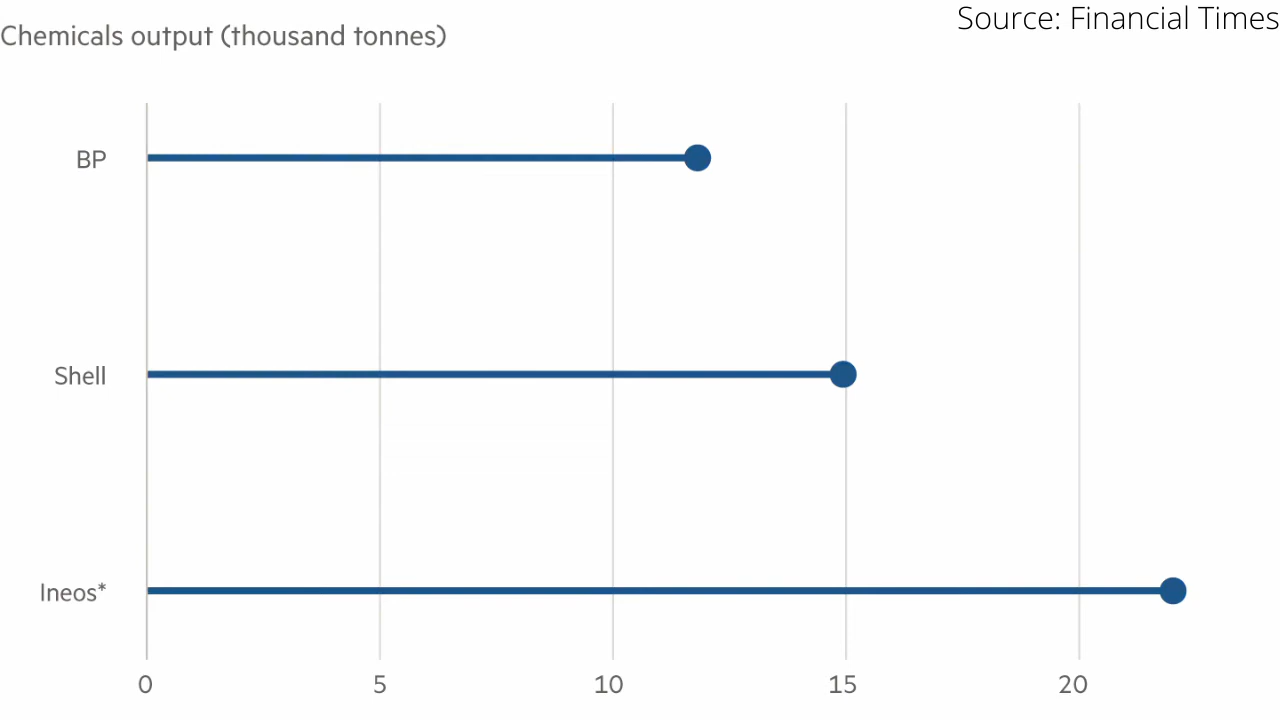 Source: Financial Times
Chemicals output (thousand tonnes)
BP
Shell
Ineos*
0 5 10 15 20